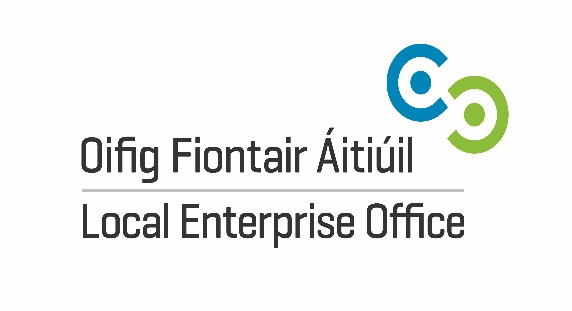 Oifig Fiontair Áitiúil
Local Enterprise Office